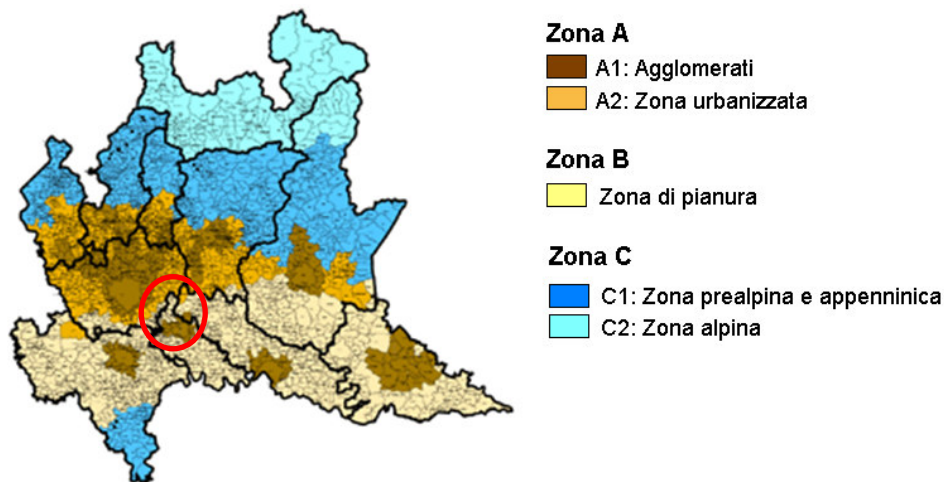 Zona A
A1: Agglomerati
A2: Zona urbanizzata
Zona B
Zona di pianura
Zona C
C1: Zona prealpina e appenninica
C2: Zona alpina